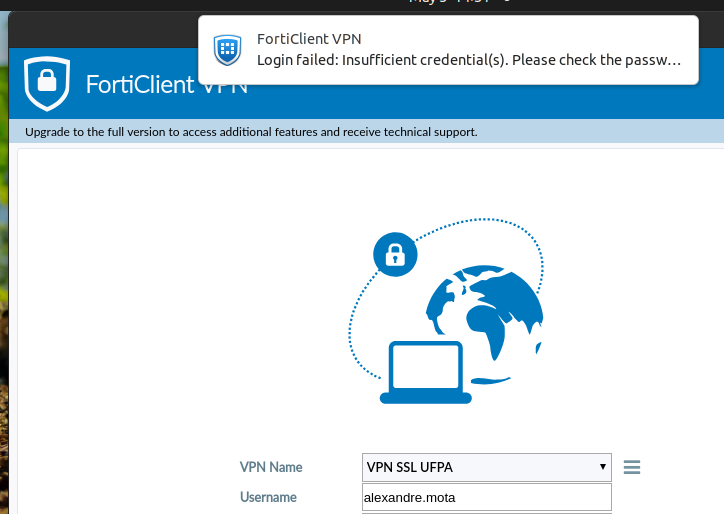 FortiClient VPN
Login failed: Insufficient credential(s). Please check the passw…
FortiClient VPN
Upgrade to the full version to access additional features and receive technical support.
VPN Name
VPN SSL UFPA
Username
alexandre.mota